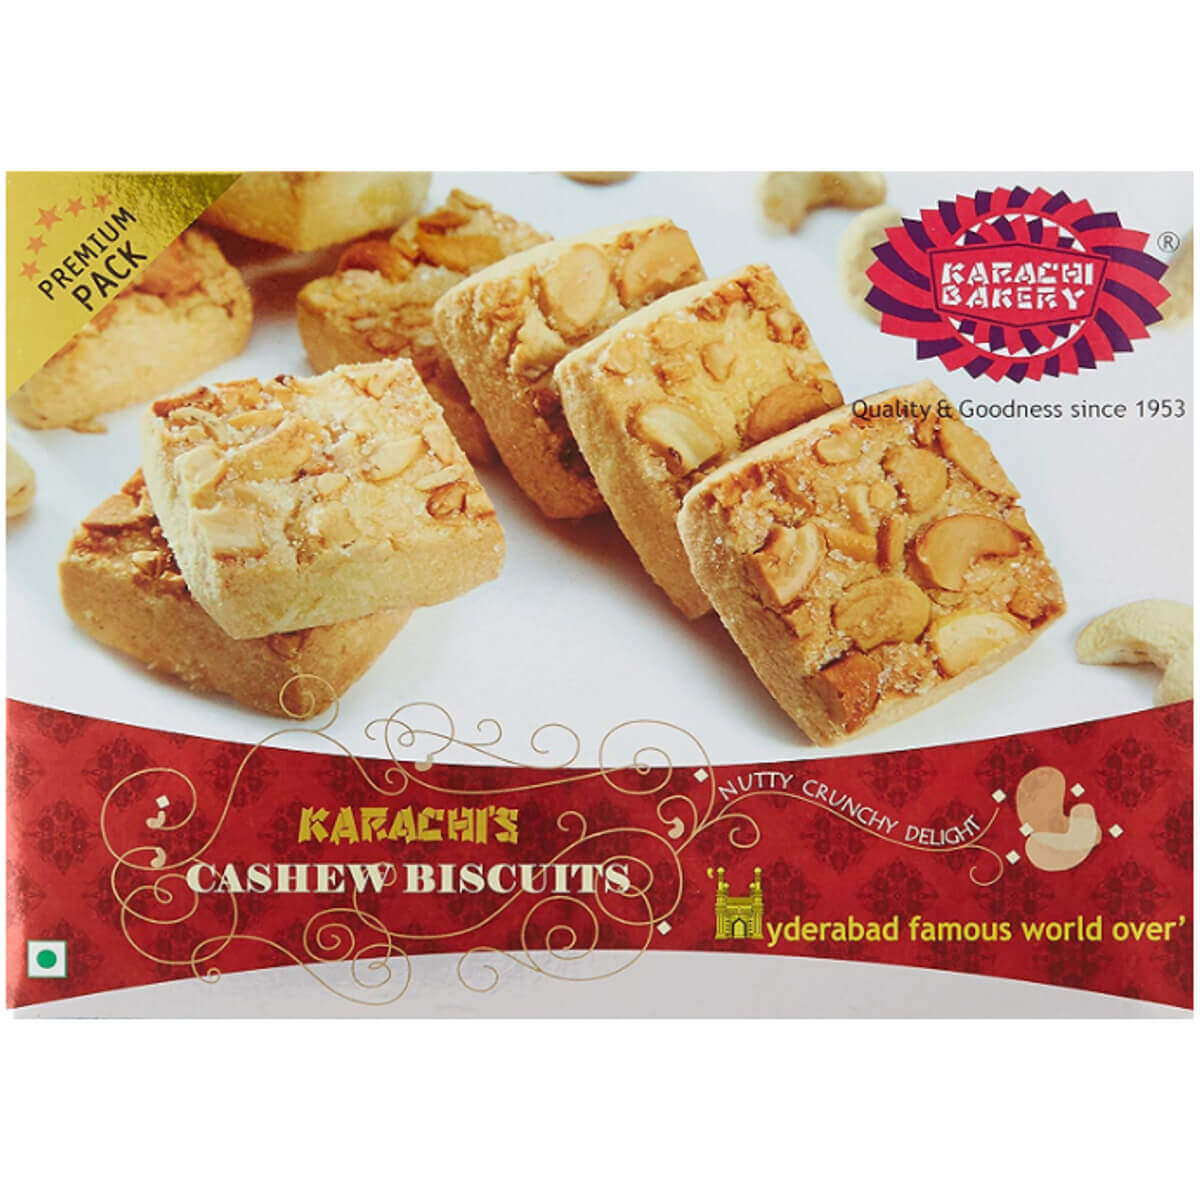 PREMIUM
PACK
KARACHI
BAKERY
®
Quality & Goodness since 1953
NUTTY CRUNCHY DELIGHT
KARACHI'S
CASHEW BISCUITS
'Hyderabad famous world over'